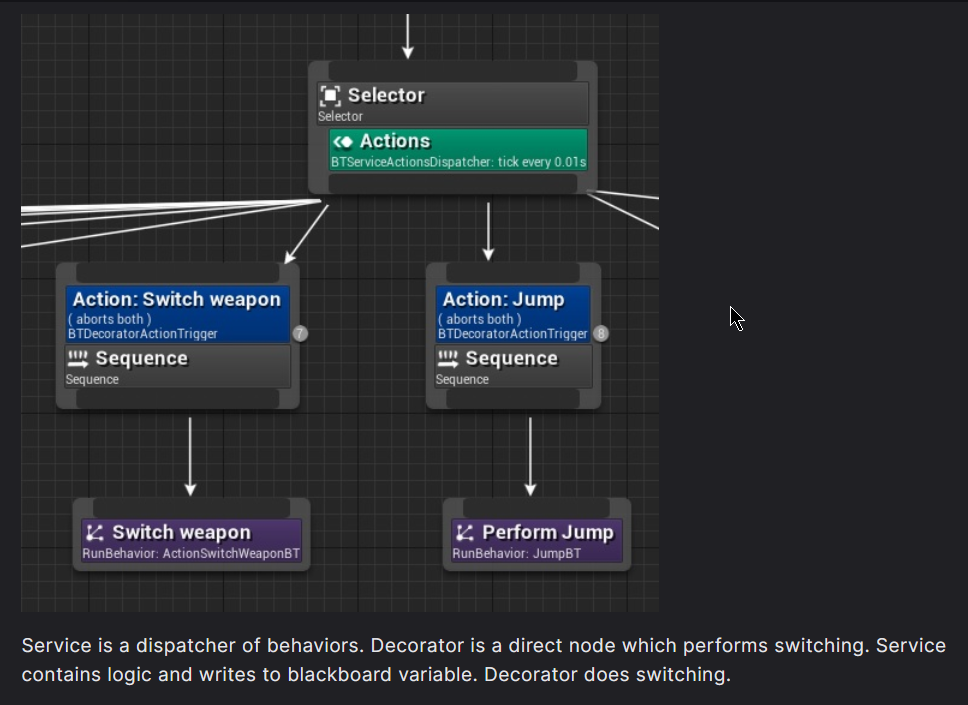 Selector
Selector
Actions
BTServiceActionsDispatcher: tick every 0.01s
Action: Switch weapon
( aborts both )
BTDecoratorActionTrigger
7
Sequence
Sequence
Action: Jump
( aborts both )
BTDecoratorActionTrigger
8
Sequence
Sequence
Switch weapon
RunBehavior: ActionSwitchWeaponBT
Perform Jump
RunBehavior: JumpBT
Service is a dispatcher of behaviors. Decorator is a direct node which performs switching. Service
contains logic and writes to blackboard variable. Decorator does switching.